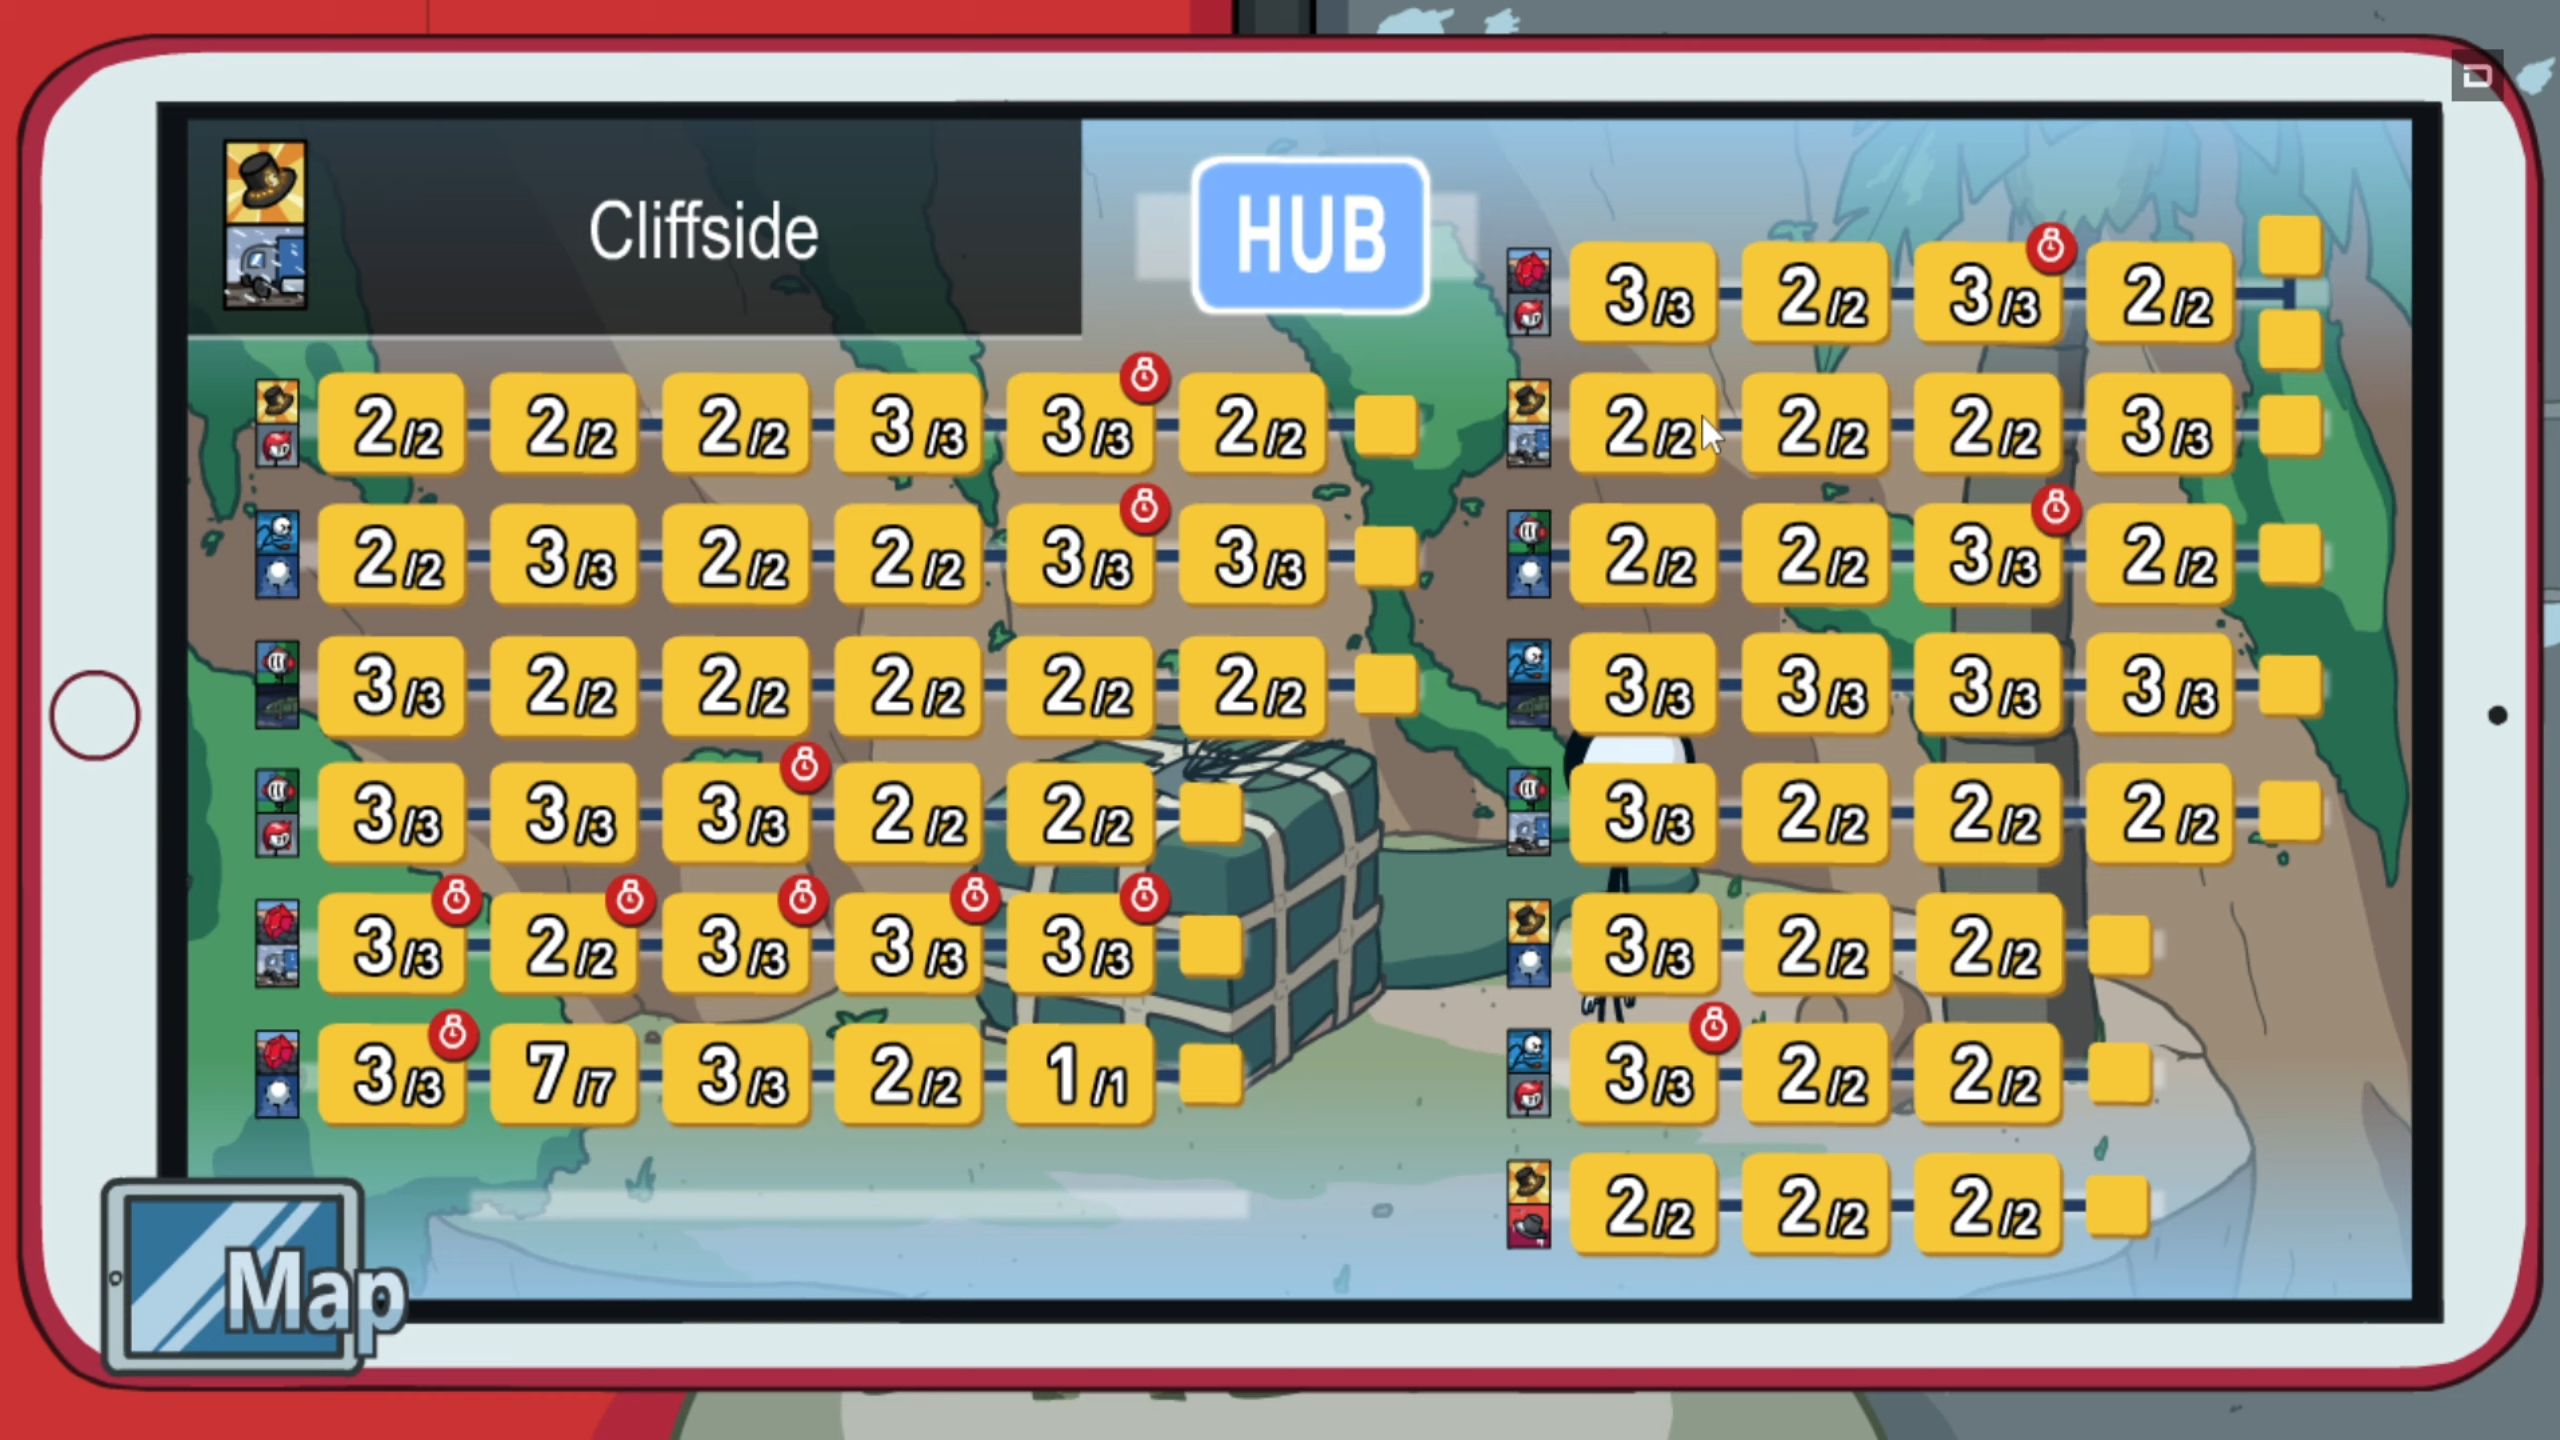 Cliffside
HUB
2/2 2/2 2/2 3/3 3/3 2/2
2/2 3/3 2/2 2/2 3/3 3/3
3/3 2/2 2/2 2/2 2/2 2/2
3/3 3/3 3/3 2/2 2/2
3/3 2/2 3/3 3/3 3/3
3/3 7/7 3/3 2/2 1/1
3/3 2/2 3/3 2/2
2/2 2/2 2/2 3/3
2/2 2/2 3/3 2/2
3/3 3/3 3/3 3/3
3/3 2/2 2/2 2/2
3/3 2/2 2/2
3/3 2/2 2/2
2/2 2/2 2/2
Map